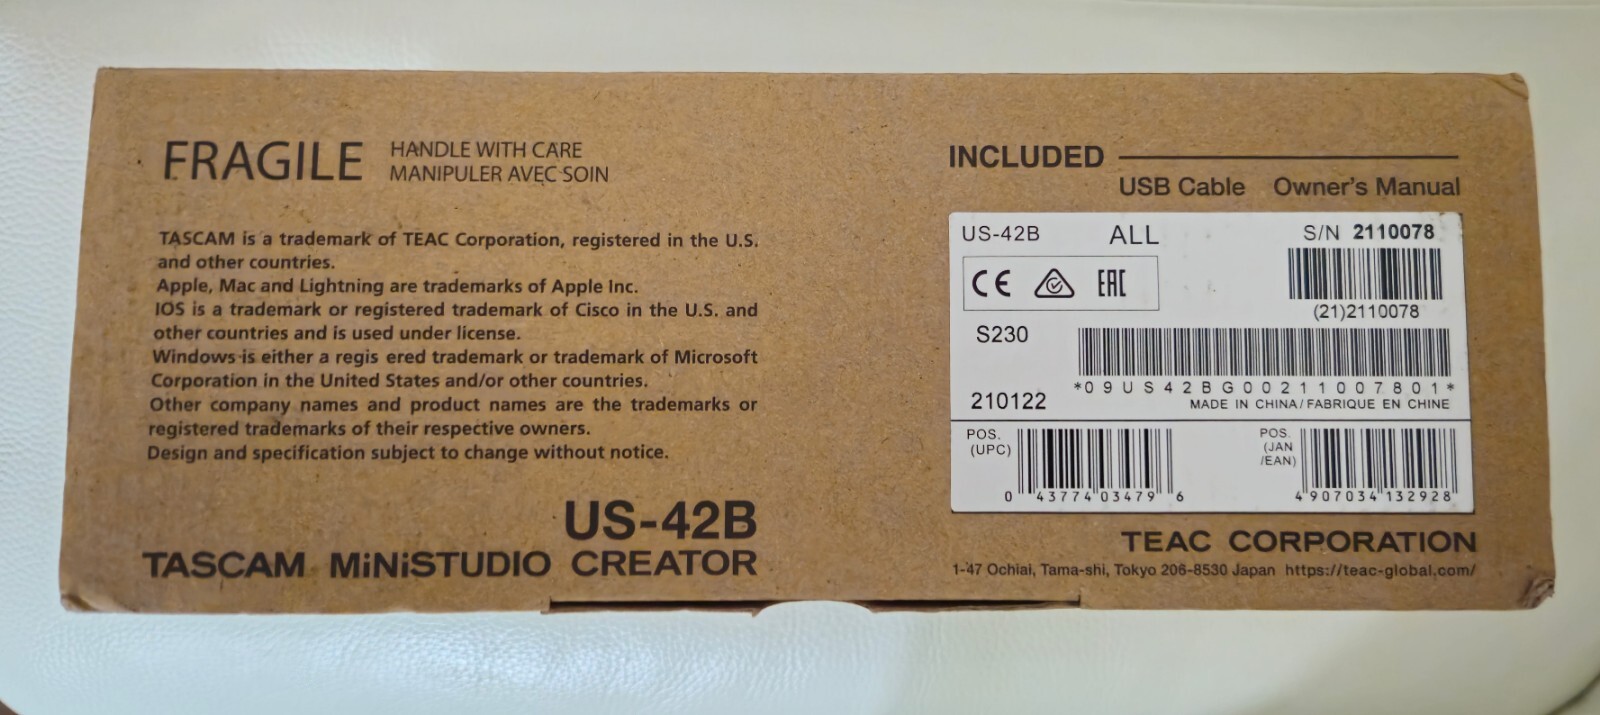 FRAGILE
HANDLE WITH CARE
MANIPULER AVEC SOIN
TASCAM is a trademark of TEAC Corporation, registered in the U.S.
and other countries.
Apple, Mac and Lightning are trademarks of Apple Inc.
IOS is a trademark or registered trademark of Cisco in the U.S. and
other countries and is used under license.
Windows is either a regis ered trademark or trademark of Microsoft
Corporation in the United States and/or other countries.
Other company names and product names are the trademarks or
registered trademarks of their respective owners.
Design and specification subject to change without notice.
US-42B
TASCAM MiNiSTUDIO CREATOR
INCLUDED
USB Cable Owner's Manual
US-42B ALL S/N 2110078
CE EAC
(21)2110078
S230
*09US42BG00211007801*
210122
MADE IN CHINA/FABRIQUE EN CHINE
POS.
(UPC)
0 43774 03479 6
POS.
(JAN
/EAN)
4 907034 132928
TEAC CORPORATION
1-47 Ochiai, Tama-shi, Tokyo 206-8530 Japan https://teac-global.com/